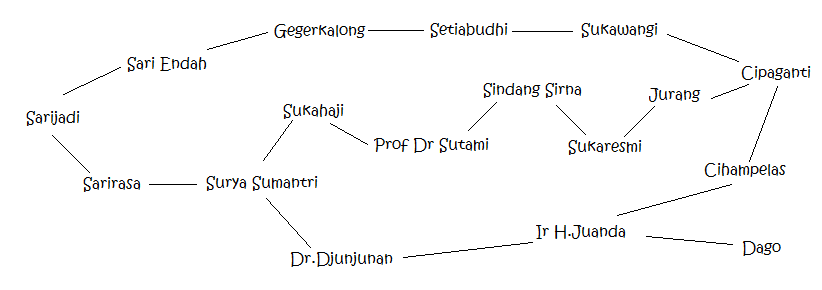 Gegerkalong
Setiabudhi
Sukawangi
Sari Endah
Cipaganti
Sindang Sirna
Jurang
Sukahaji
Sarijadi
Prof Dr Sutami
Sukaresmi
Cihampelas
Sarirasa
Surya Sumantri
Ir H.Juanda
Dago
Dr.Djunjunan